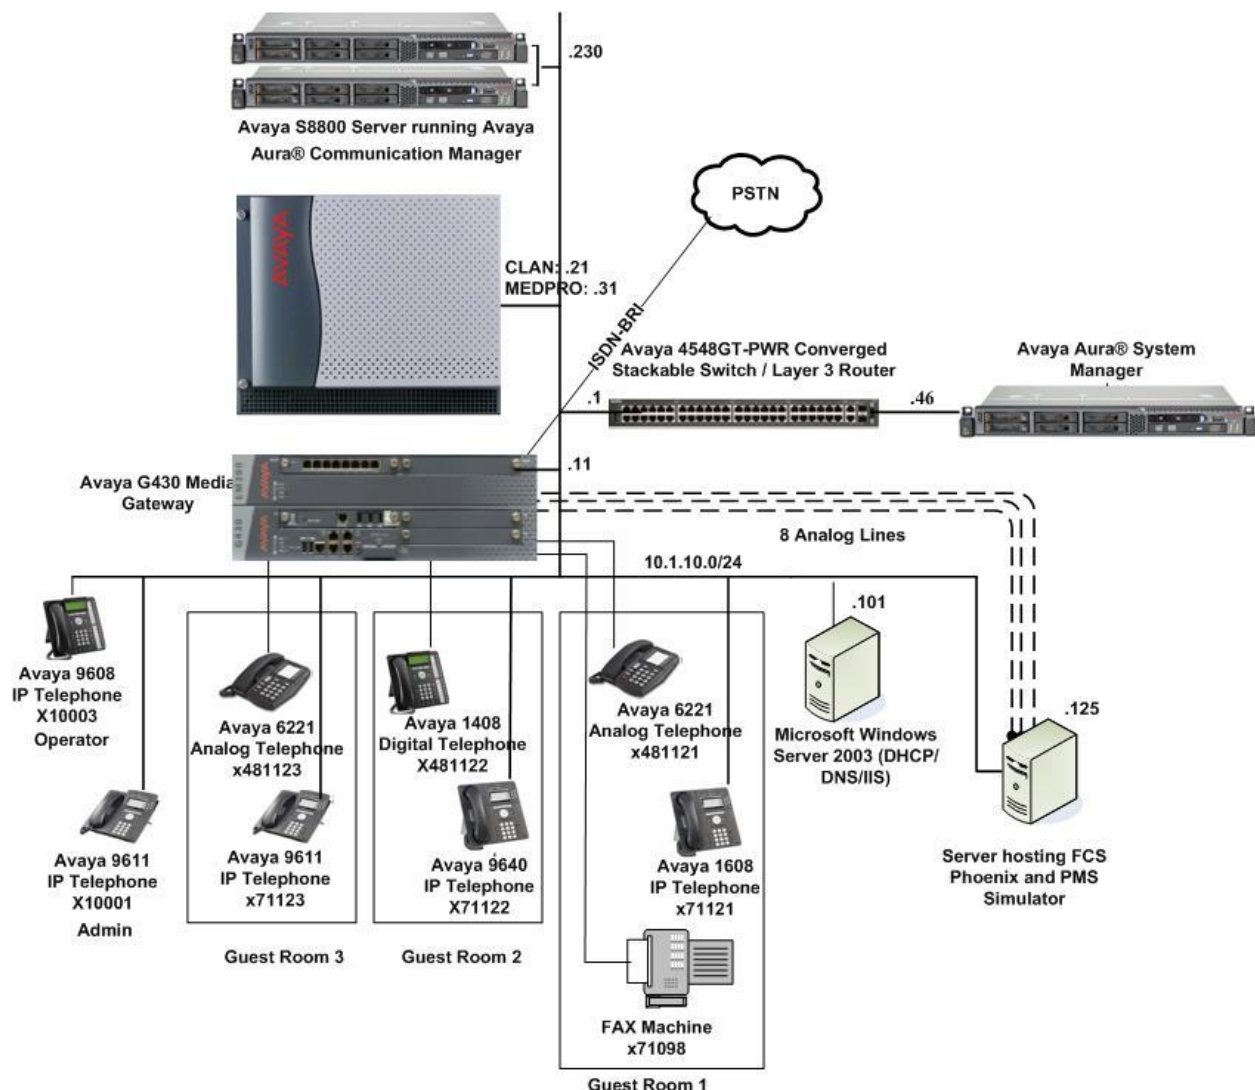 .230
Avaya S8800 Server running Avaya
Aura® Communication Manager
PSTN
AVAYA
CLAN: .21
MEDPRO: .31
ISDN-BRI
Avaya 4548GT-PWR Converged
Stackable Switch / Layer 3 Router
Avaya Aura® System
Manager
.1
.46
Avaya G430 Media
Gateway
AVAYA
EM200
AVAYA
G430
.11
8 Analog Lines
10.1.10.0/24
Avaya 9608
IP Telephone
X10003
Operator
Avaya 6221
Analog Telephone
x481123
Avaya 1408
Digital Telephone
X481122
Avaya 6221
Analog Telephone
x481121
.101
Microsoft Windows
Server 2003 (DHCP/
DNS/IIS)
.125
Avaya 9611
IP Telephone
X10001
Admin
Avaya 9611
IP Telephone
x71123
Avaya 9640
IP Telephone
X71122
Avaya 1608
IP Telephone
x71121
Server hosting FCS
Phoenix and PMS
Simulator
Guest Room 3
Guest Room 2
FAX Machine
x71098
Guest Room 1